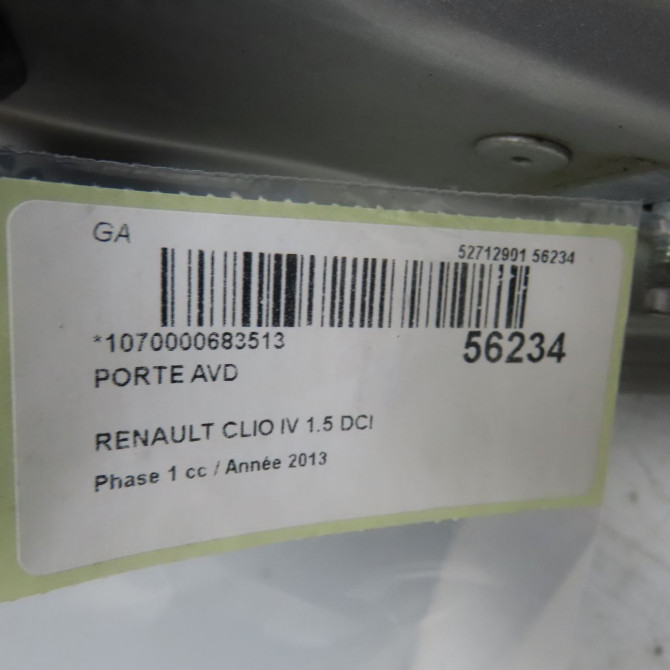 GA
52712901 56234
*1070000683513
56234
PORTE AVD
RENAULT CLIO IV 1.5 DCI
Phase 1 cc / Année 2013